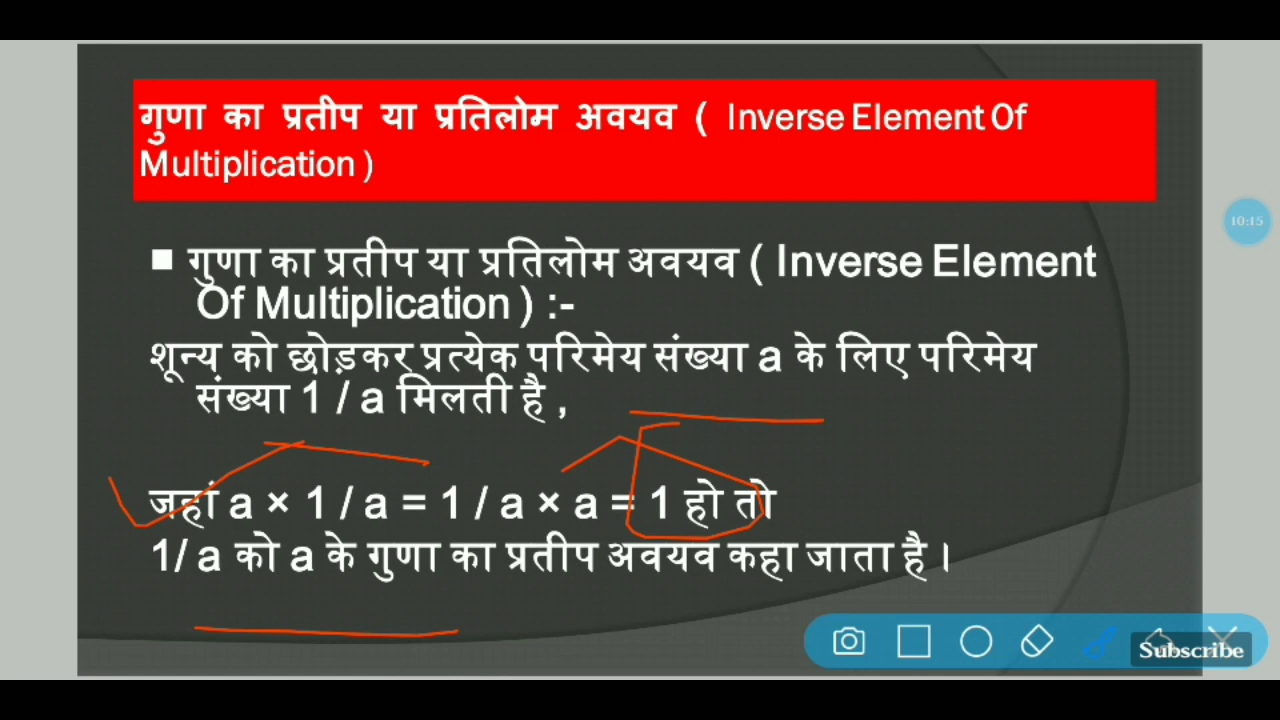 गुणा का प्रतीप या प्रतिलोम अवयव ( Inverse Element Of
Multiplication )
गुणा का प्रतीप या प्रतिलोम अवयव ( Inverse Element
Of Multiplication ) :-
शून्य को छोड़कर प्रत्येक परिमेय संख्या a के लिए परिमेय
संख्या 1 / a मिलती है ,
जहां a × 1 / a = 1 / a × a = 1 हो तो
1/ a को a के गुणा का प्रतीप अवयव कहा जाता है ।
10:15
Subscribe